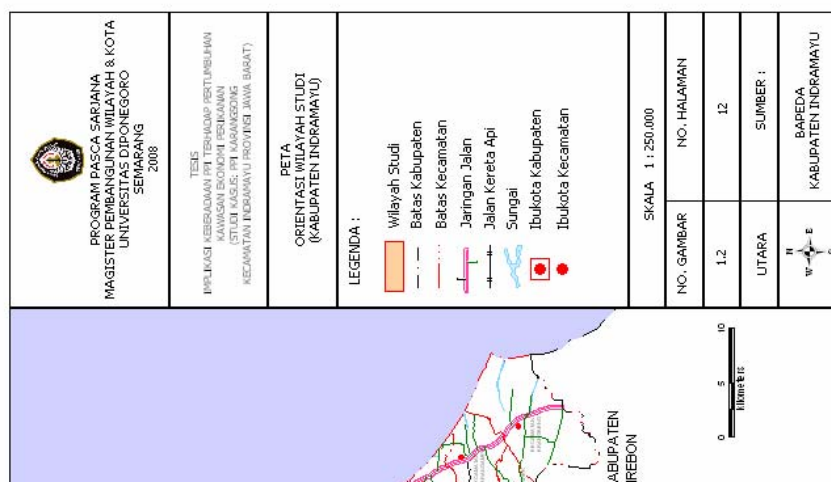 PROGRAM PASCA SARJANA
MAGISTER PEMBANGUNAN WILAYAH & KOTA
UNIVERSITAS DIPONEGORO
SEMARANG
2008
TESIS
IMPLIKASI KEBERADAAN PPI TERHADAP PERTUMBUHAN
KAWASAN EKONOMI PERIKANAN
(STUDI KASUS: PPI KARANGSONG
KECAMATAN INDRAMAYU PROVINSI JAWA BARAT)
PETA
ORIENTASI WILAYAH STUDI
(KABUPATEN INDRAMAYU)
LEGENDA :
Wilayah Studi
Batas Kabupaten
Batas Kecamatan
Jaringan Jalan
Jalan Kereta Api
Sungai
Ibukota Kabupaten
Ibukota Kecamatan
SKALA 1 : 250.000
NO. GAMBAR
NO. HALAMAN
1.2
12
UTARA
SUMBER :
N
W E
S
BAPEDA
KABUPATEN INDRAMAYU
0 5 10
kilometers
ABUPATEN
IREBON